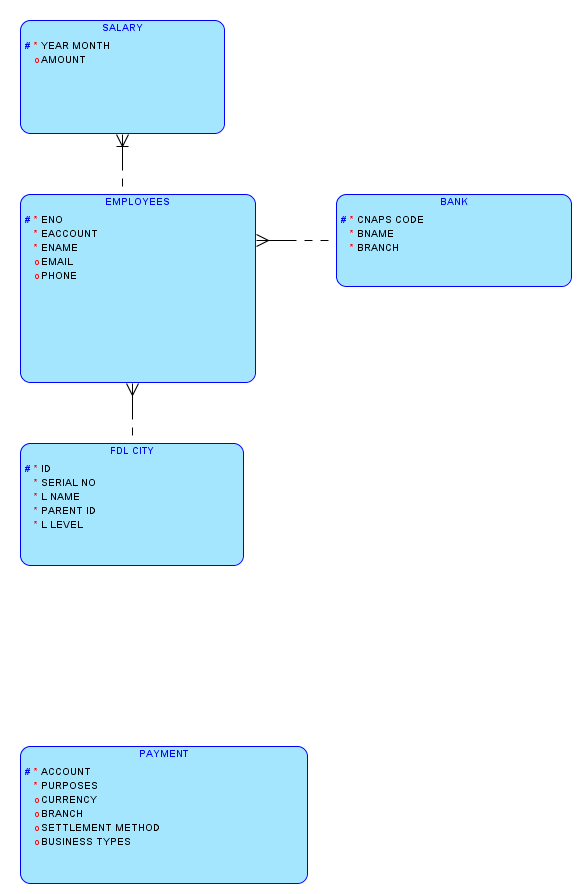 SALARY
# * YEAR MONTH
o AMOUNT
EMPLOYEES
# * ENO
* EACCOUNT
* ENAME
o EMAIL
o PHONE
BANK
# * CNAPS CODE
* BNAME
* BRANCH
FDL CITY
# * ID
* SERIAL NO
* L NAME
* PARENT ID
* L LEVEL
PAYMENT
# * ACCOUNT
* PURPOSES
o CURRENCY
o BRANCH
o SETTLEMENT METHOD
o BUSINESS TYPES